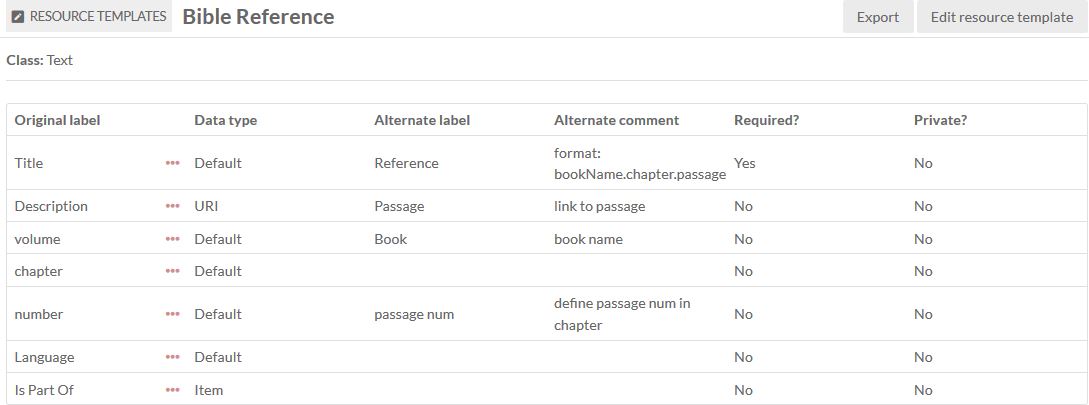 RESOURCE TEMPLATES Bible Reference Export Edit resource template
Class: Text
Original label Data type Alternate label Alternate comment Required? Private?
Title ••• Default Reference format: bookName.chapter.passage Yes No
Description ••• URI Passage link to passage No No
volume ••• Default Book book name No No
chapter ••• Default No No
number ••• Default passage num define passage num in chapter No No
Language ••• Default No No
Is Part Of ••• Item No No